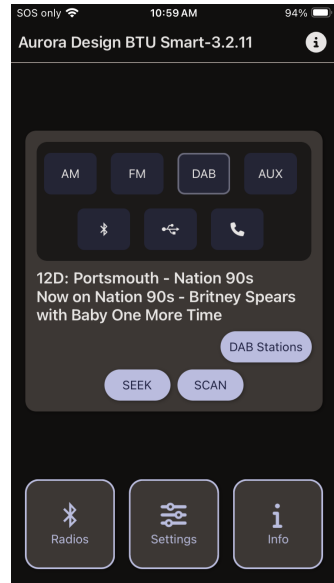 SOS only 10:59 AM 94%
Aurora Design BTU Smart-3.2.11
AM FM DAB AUX
12D: Portsmouth - Nation 90s
Now on Nation 90s - Britney Spears
with Baby One More Time
DAB Stations
SEEK SCAN
Radios Settings Info